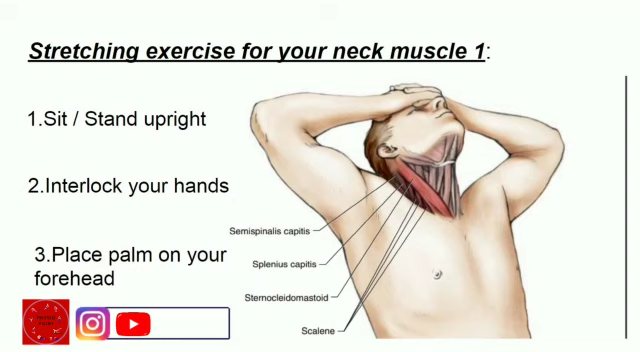 Stretching exercise for your neck muscle 1:
1.Sit / Stand upright
2.Interlock your hands
3.Place palm on your
forehead
Semispinalis capitis
Splenius capitis
Sternocleidomastoid
Scalene